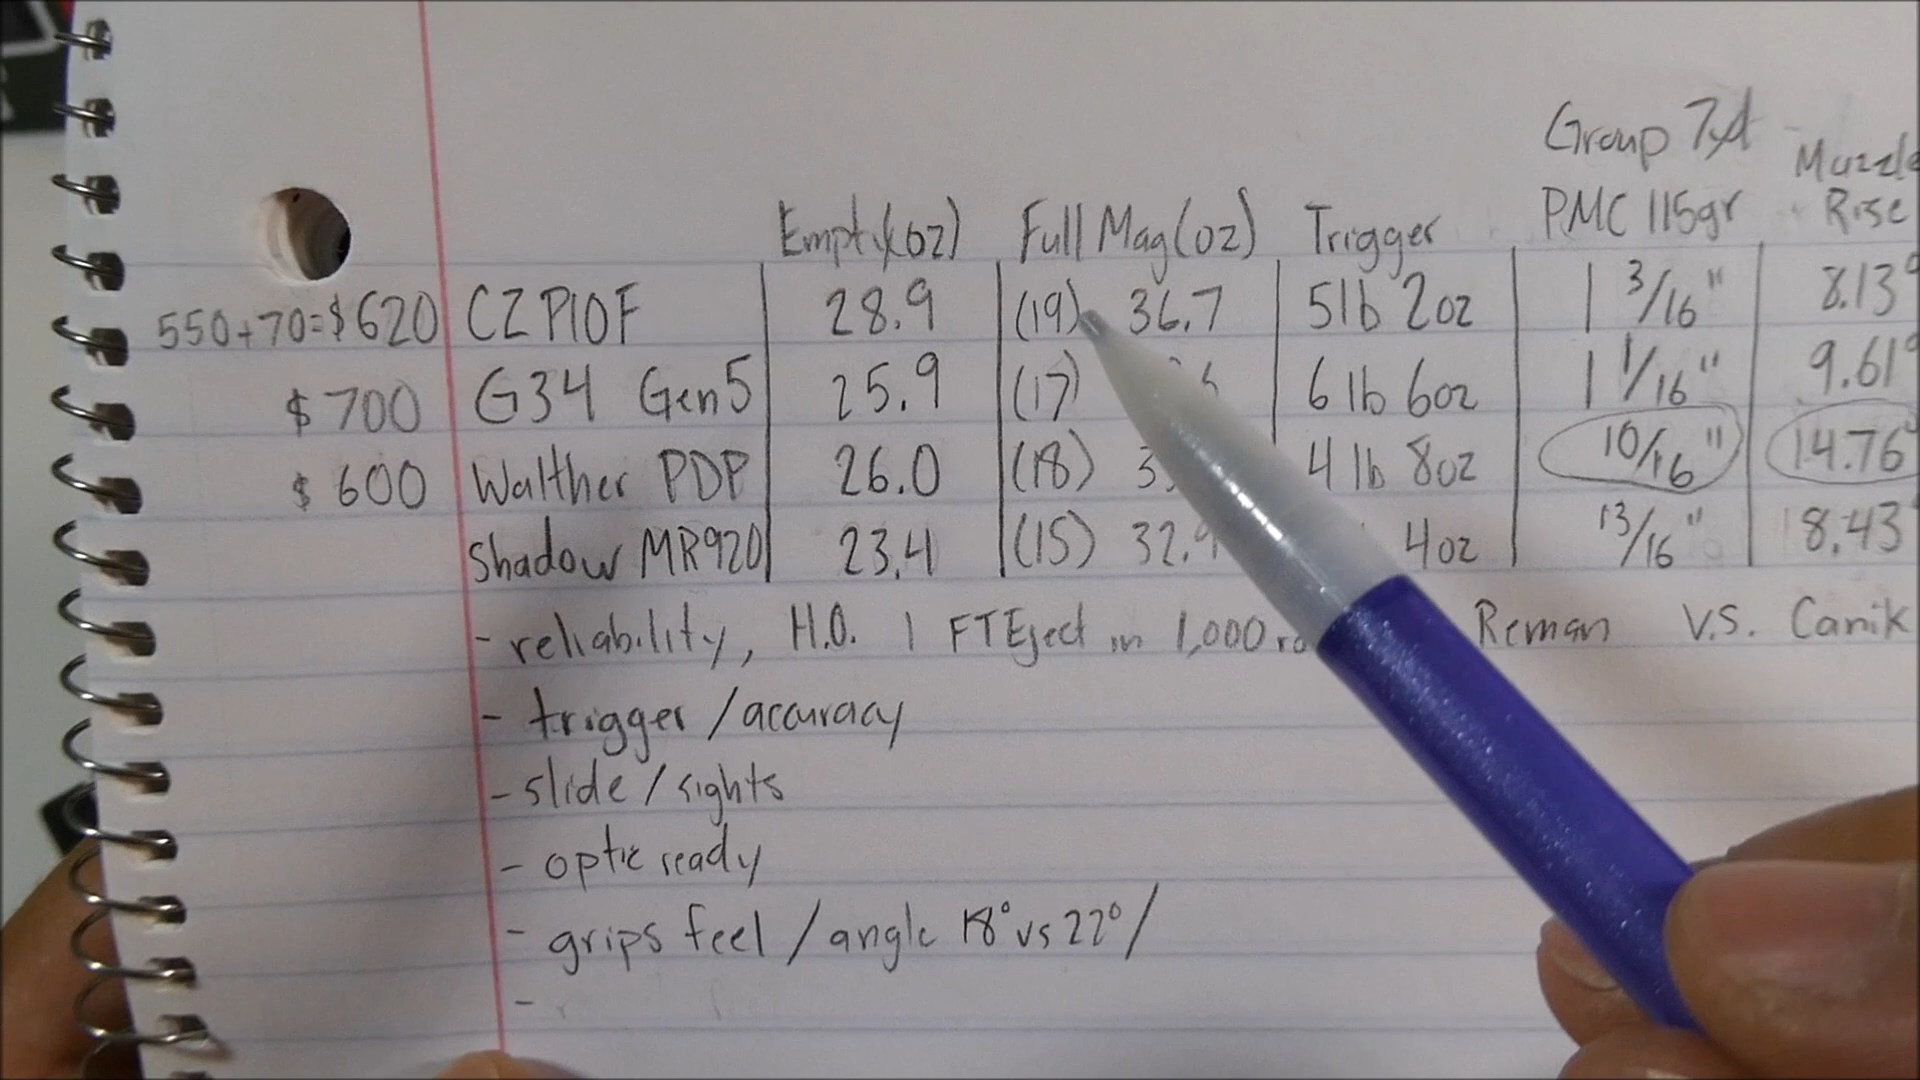 Group 7yd
Muzzle
Empty(oz) Full Mag(oz) Trigger PMC 115gr Rise
550+70=$620 CZ P10F 28.9 (19) 36.7 5lb 2oz 1 3/16" 8.13°
$700 G34 Gen5 25.9 (17) 6lb 6oz 1 1/16" 9.61°
$600 Walther PDP 26.0 (18) 4lb 8oz 10/16" 14.76°
Shadow MR920 23.4 (15) 32.9 4oz 13/16" 8.43
- reliability, H.O. 1 FTEject in 1,000 Reman V.S. Canik
- trigger / accuracy
- slide / sights
- optic ready
- grips feel / angle 18° vs 22° /
-